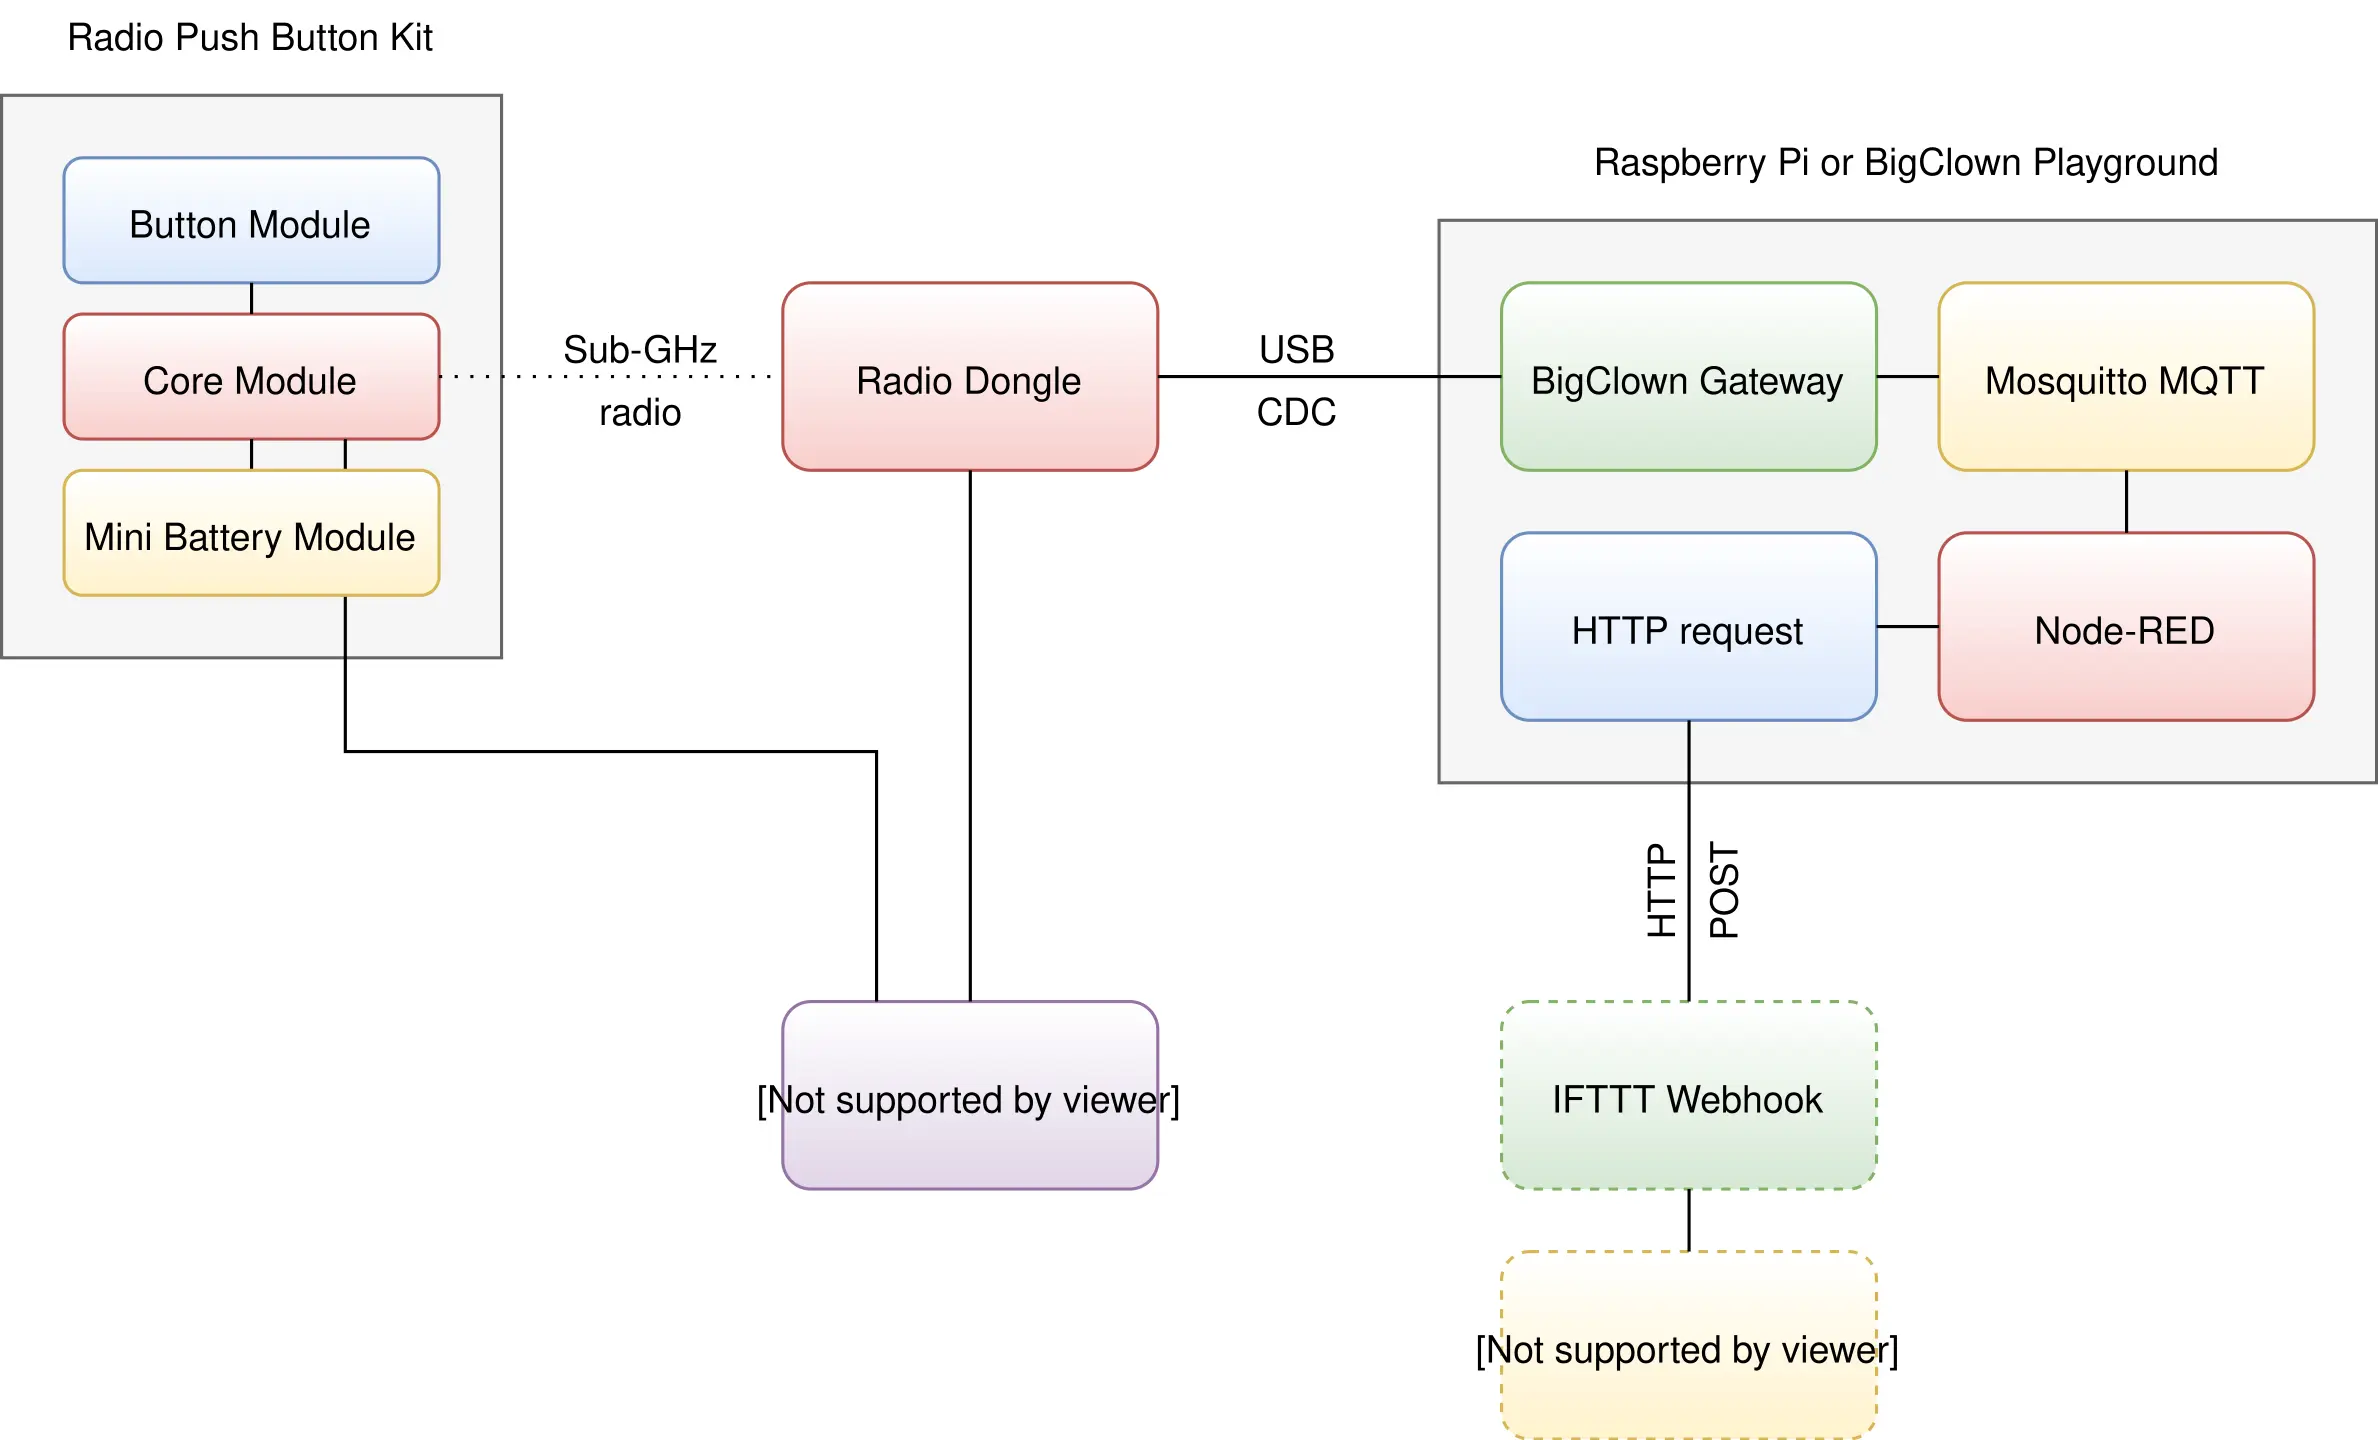 Radio Push Button Kit
Button Module
Core Module
Mini Battery Module
Sub-GHz
radio
Radio Dongle
USB
CDC
Raspberry Pi or BigClown Playground
BigClown Gateway
Mosquitto MQTT
HTTP request
Node-RED
HTTP
POST
[Not supported by viewer]
IFTTT Webhook
[Not supported by viewer]